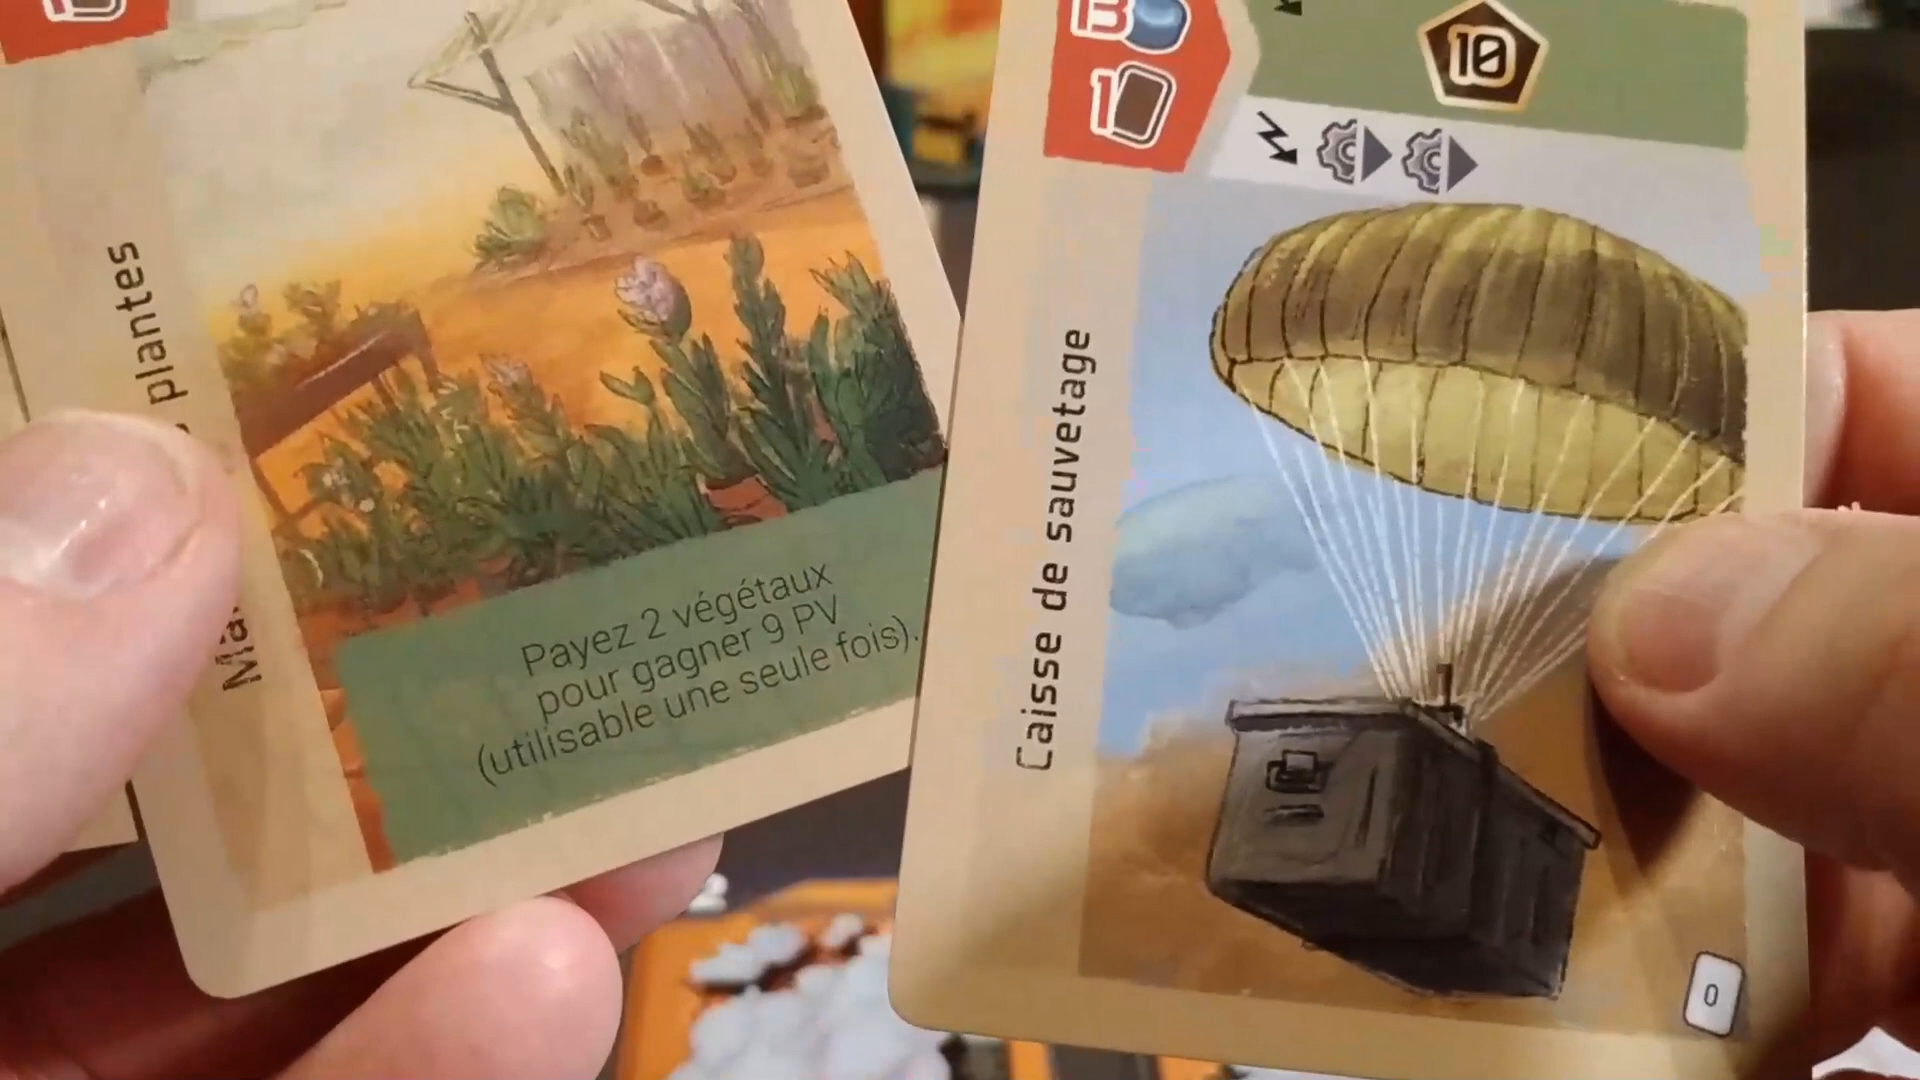 plantes
Payez 2 végétaux
pour gagner 9 PV
(utilisable une seule fois).
13
1
10
Caisse de sauvetage
0